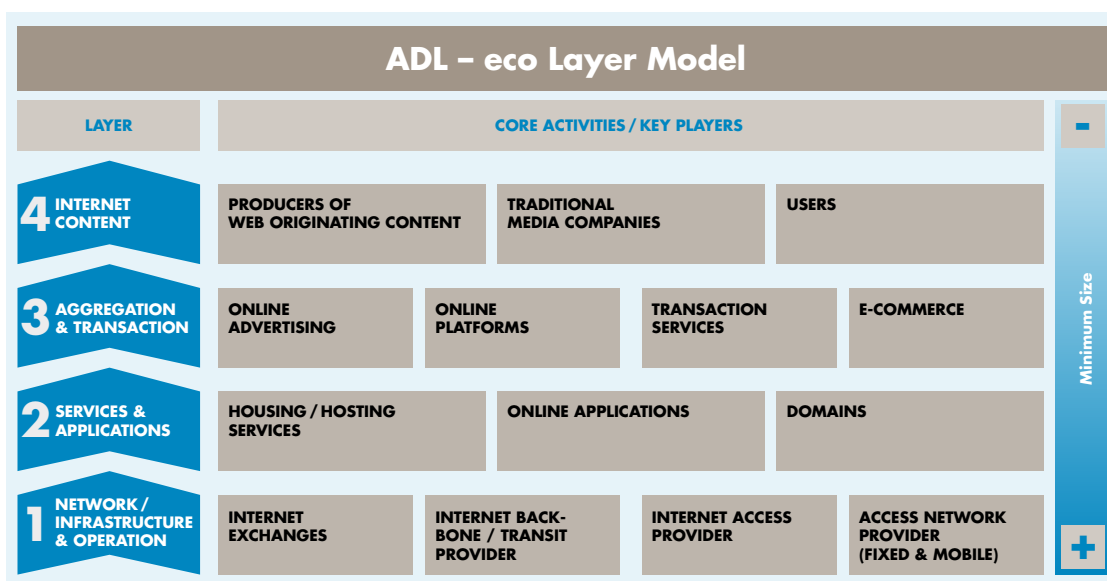 ADL – eco Layer Model
LAYER
CORE ACTIVITIES / KEY PLAYERS
-
4
INTERNET
CONTENT
PRODUCERS OF
WEB ORIGINATING CONTENT
TRADITIONAL
MEDIA COMPANIES
USERS
3
AGGREGATION
& TRANSACTION
ONLINE
ADVERTISING
ONLINE
PLATFORMS
TRANSACTION
SERVICES
E-COMMERCE
Minimum Size
2
SERVICES &
APPLICATIONS
HOUSING / HOSTING
SERVICES
ONLINE APPLICATIONS
DOMAINS
1
NETWORK /
INFRASTRUCTURE
& OPERATION
INTERNET
EXCHANGES
INTERNET BACK-
BONE / TRANSIT
PROVIDER
INTERNET ACCESS
PROVIDER
ACCESS NETWORK
PROVIDER
(FIXED & MOBILE)
+